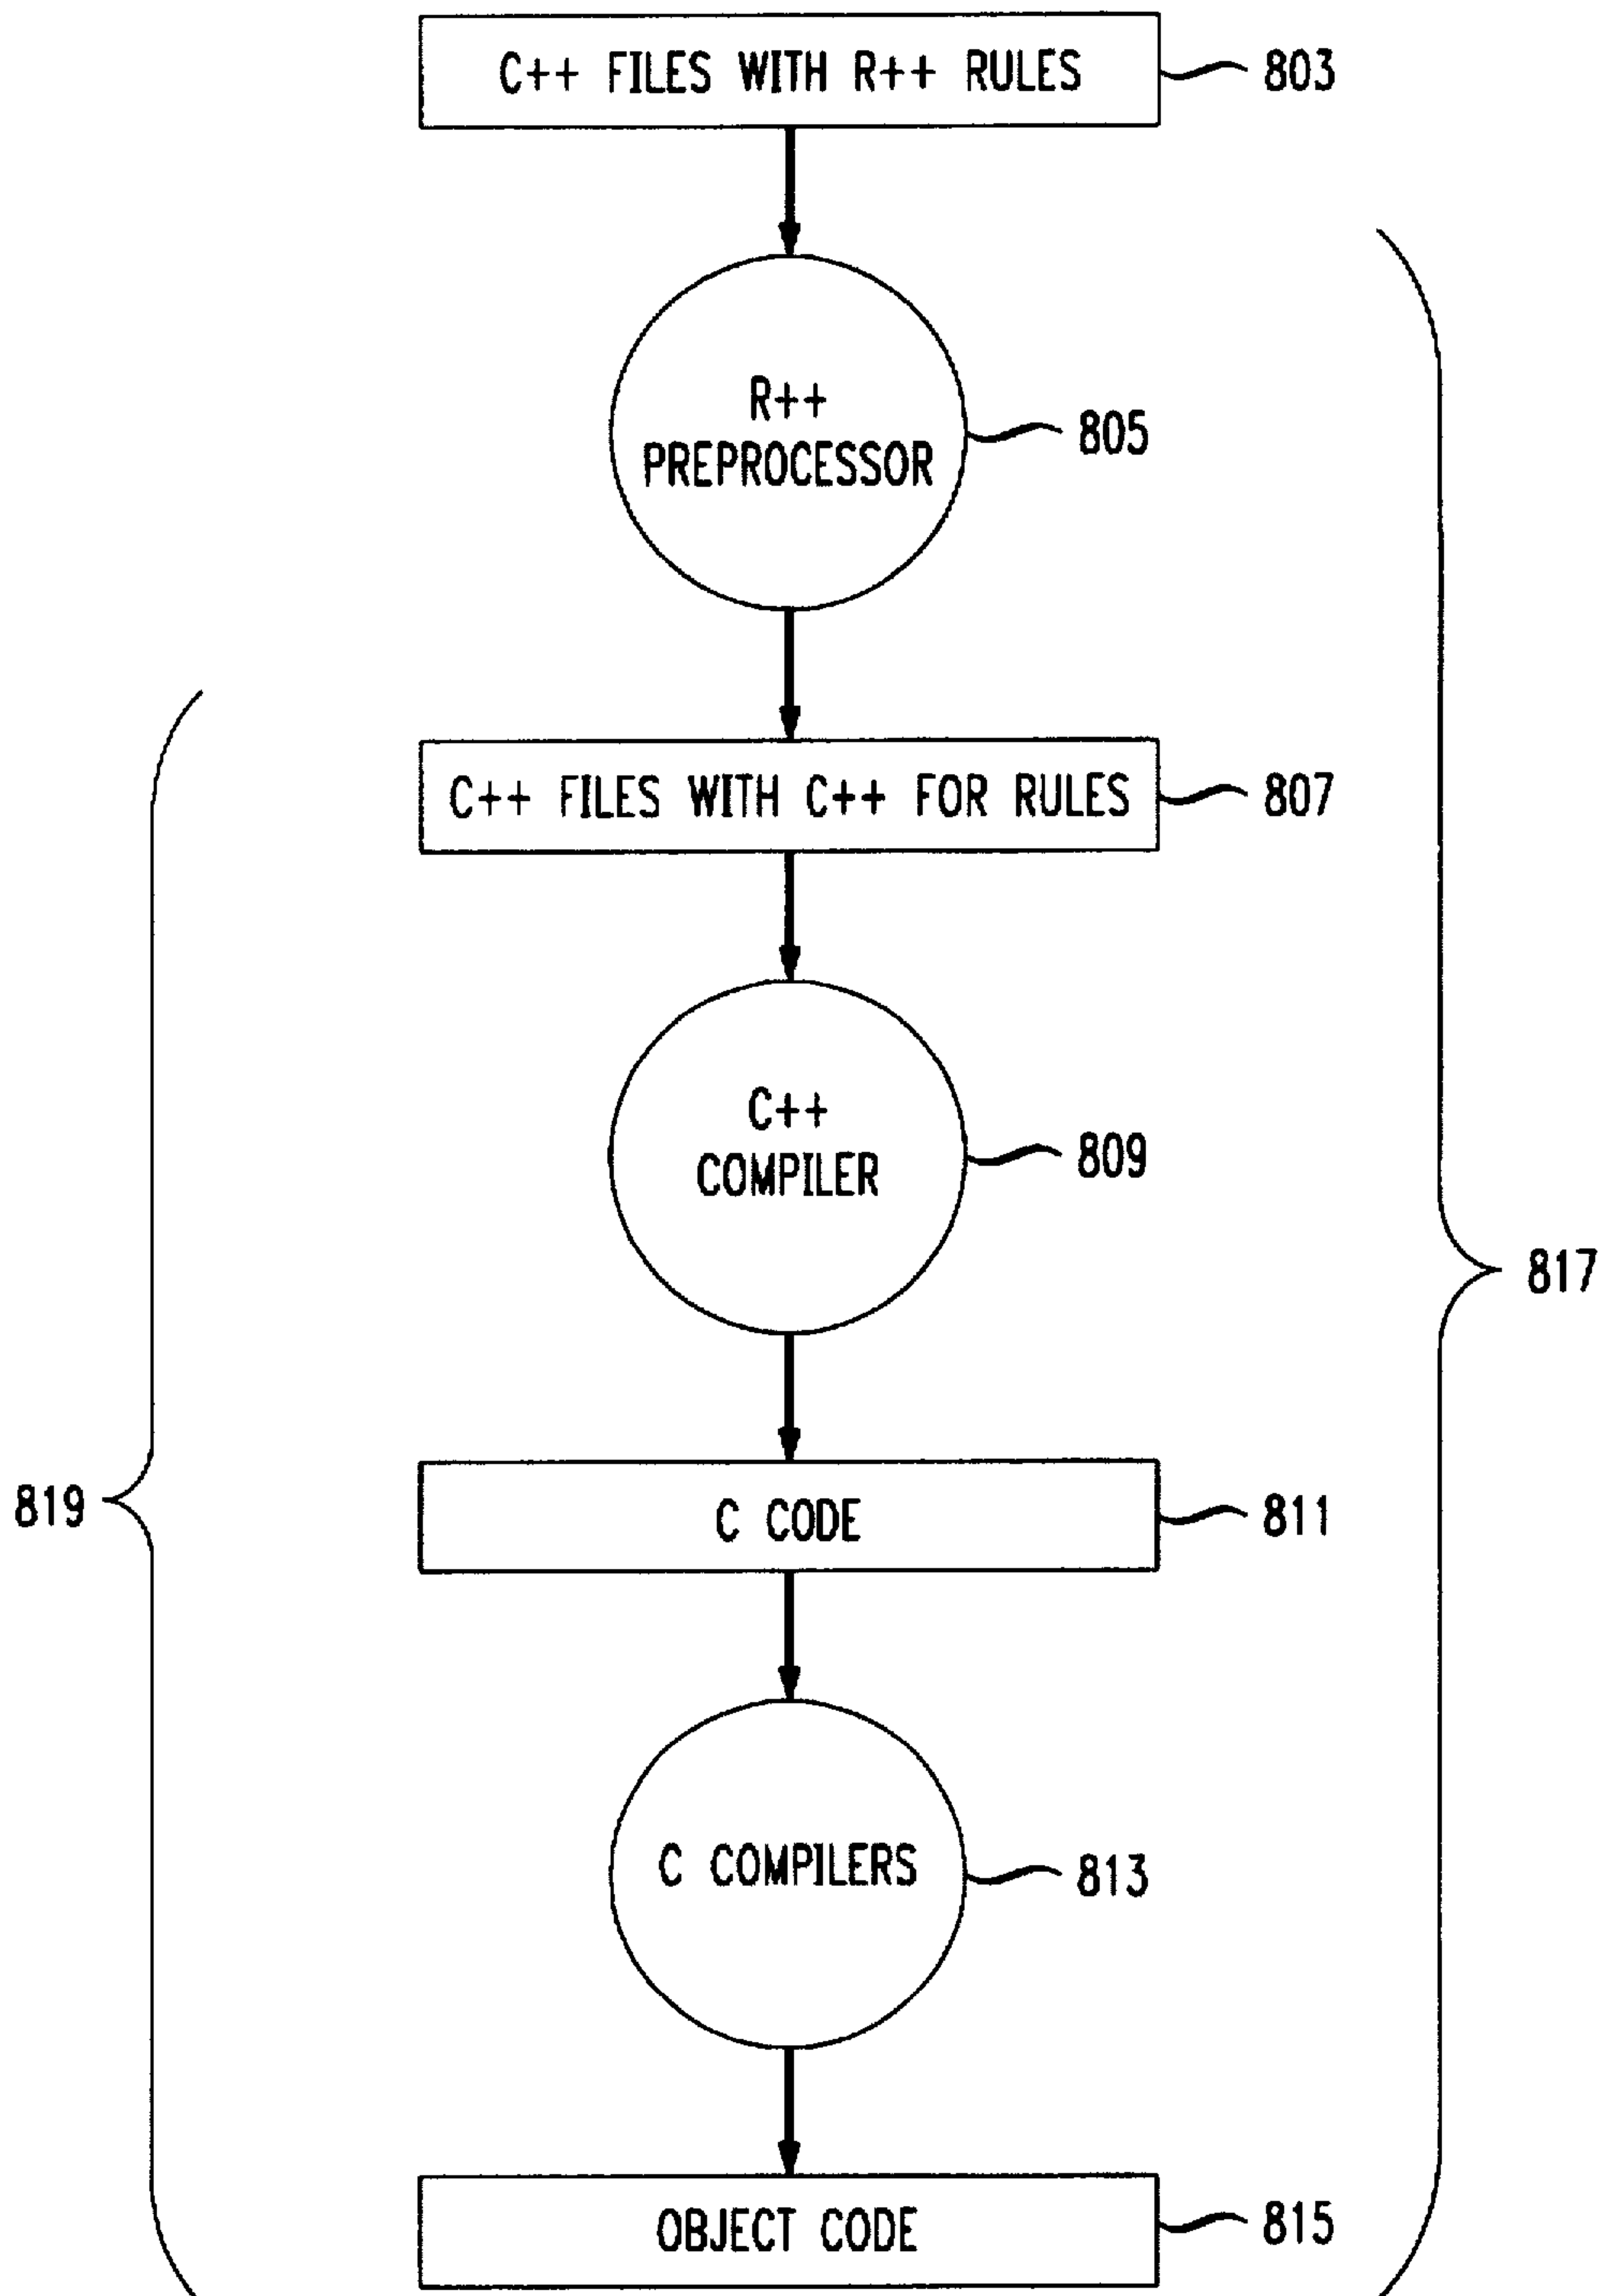 C++ FILES WITH R++ RULES 803
R++
PREPROCESSOR
805
C++ FILES WITH C++ FOR RULES 807
C++
COMPILER
809
817
819
C CODE 811
C COMPILERS 813
OBJECT CODE 815